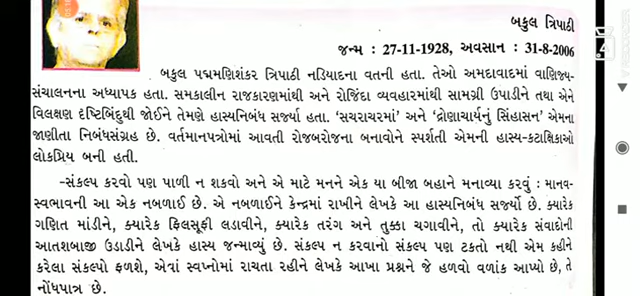 બકુલ ત્રિપાઠી
જન્મ : 27-11-1928, અવસાન : 31-8-2006
બકુલ પદ્મમણિશંકર ત્રિપાઠી નડિયાદના વતની હતા. તેઓ અમદાવાદમાં વાણિજ્ય-
સંચાલનના અધ્યાપક હતા. સમકાલીન રાજકારણમાંથી અને રોજિંદા વ્યવહારમાંથી સામગ્રી ઉપાડીને તથા એને
વિલક્ષણ દૃષ્ટિબિંદુથી જોઈને તેમણે હાસ્યનિબંધ સર્જ્યા હતા. ‘સચરાચરમાં’ અને ‘દ્રોણાચાર્યનું સિંહાસન’ એમના
જાણીતા નિબંધસંગ્રહ છે. વર્તમાનપત્રોમાં આવતી રોજબરોજના બનાવોને સ્પર્શતી એમની હાસ્ય-કટાક્ષિકાઓ
લોકપ્રિય બની હતી.
-સંકલ્પ કરવો પણ પાળી ન શકવો અને એ માટે મનને એક યા બીજા બહાને મનાવ્યા કરવું : માનવ-
સ્વભાવની આ એક નબળાઈ છે. એ નબળાઈને કેન્દ્રમાં રાખીને લેખકે આ હાસ્યનિબંધ સર્જ્યો છે. ક્યારેક
ગણિત માંડીને, ક્યારેક ફિલસૂફી લડાવીને, ક્યારેક તરંગ અને તુક્કા ચગાવીને, તો ક્યારેક સંવાદોની
આતશબાજી ઉડાડીને લેખકે હાસ્ય જન્માવ્યું છે. સંકલ્પ ન કરવાનો સંકલ્પ પણ ટકતો નથી એમ કહીને
કરેલા સંકલ્પો ફળશે, એવાં સ્વપ્નોમાં રાચતા રહીને લેખકે આખા પ્રશ્નને જે હળવો વળાંક આપ્યો છે, તે
નોંધપાત્ર છે.